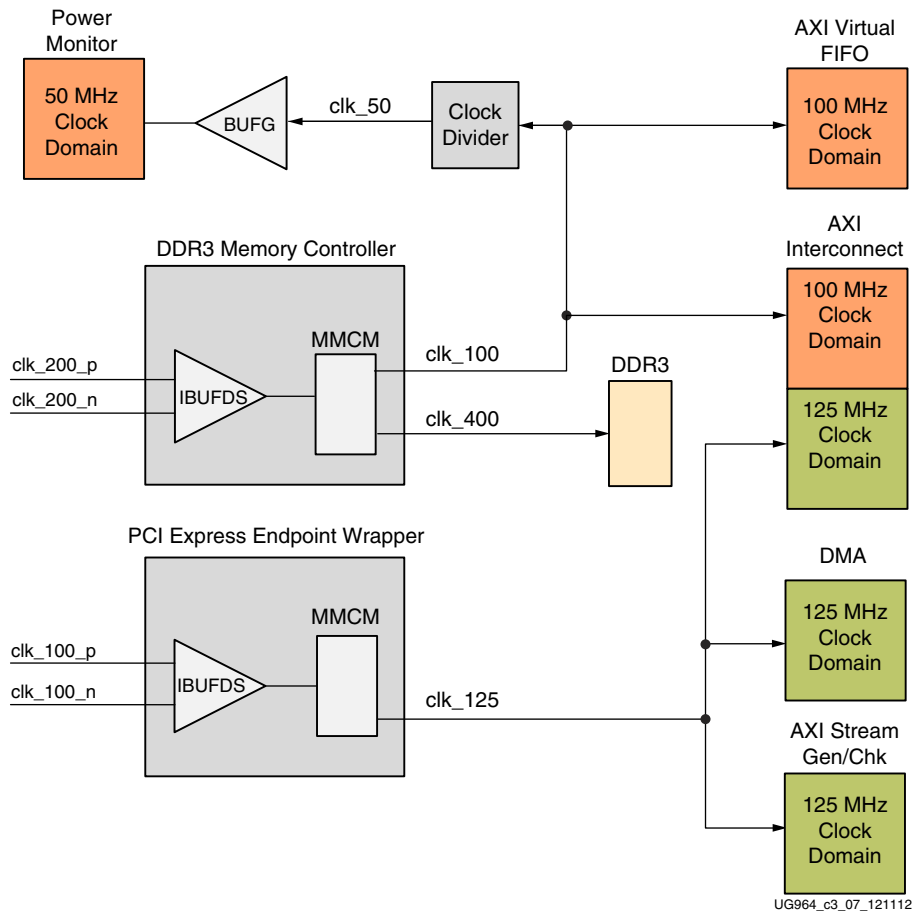 Power
Monitor
50 MHz
Clock
Domain
BUFG
clk_50
Clock
Divider
AXI Virtual
FIFO
100 MHz
Clock
Domain
AXI
Interconnect
100 MHz
Clock
Domain
125 MHz
Clock
Domain
DDR3 Memory Controller
clk_200_p
clk_200_n
IBUFDS
MMCM
clk_100
clk_400
DDR3
PCI Express Endpoint Wrapper
clk_100_p
clk_100_n
IBUFDS
MMCM
clk_125
DMA
125 MHz
Clock
Domain
AXI Stream
Gen/Chk
125 MHz
Clock
Domain
UG964_c3_07_121112